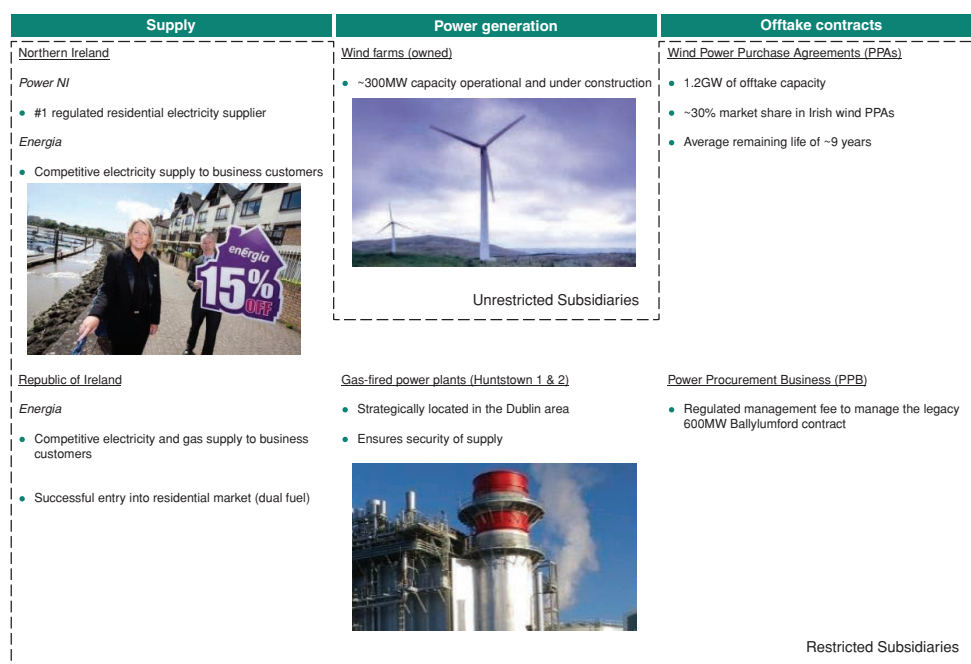 Supply
Northern Ireland
Power NI
● #1 regulated residential electricity supplier
Energia
● Competitive electricity supply to business customers
energia
15%
OFF
Republic of Ireland
Energia
● Competitive electricity and gas supply to business
customers
● Successful entry into residential market (dual fuel)
Power generation
Wind farms (owned)
● ~300MW capacity operational and under construction
Unrestricted Subsidiaries
Gas-fired power plants (Huntstown 1 & 2)
● Strategically located in the Dublin area
● Ensures security of supply
Offtake contracts
Wind Power Purchase Agreements (PPAs)
● 1.2GW of offtake capacity
● ~30% market share in Irish wind PPAs
● Average remaining life of ~9 years
Power Procurement Business (PPB)
● Regulated management fee to manage the legacy
600MW Ballylumford contract
Restricted Subsidiaries